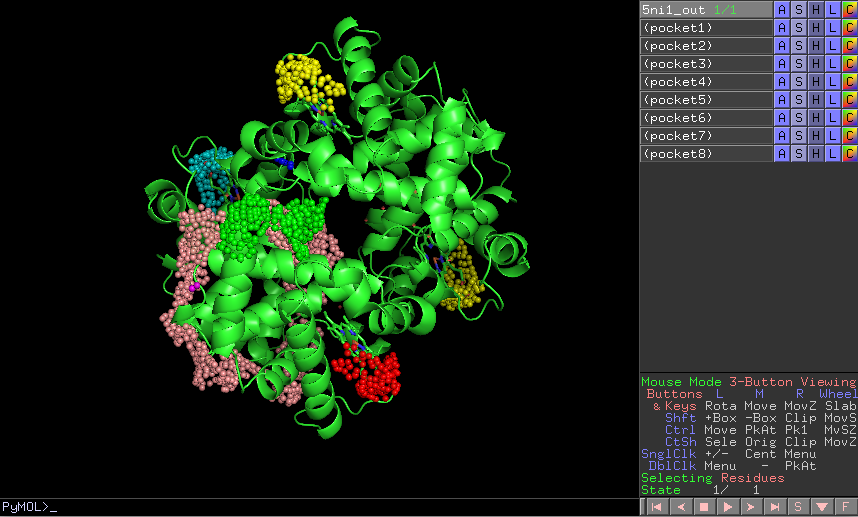 5ni1_out 1/1 A S H L C
(pocket1) A S H L C
(pocket2) A S H L C
(pocket3) A S H L C
(pocket4) A S H L C
(pocket5) A S H L C
(pocket6) A S H L C
(pocket7) A S H L C
(pocket8) A S H L C
Mouse Mode 3-Button Viewing
Buttons L M R Wheel
& Keys Rota Move MovZ Slab
Shft +Box -Box Clip MovS
Ctrl Move PkAt Pk1 MvSZ
CtSh Sele Orig Clip MovZ
SnglClk +/- Cent Menu
DblClk Menu - PkAt
Selecting Residues
State 1/ 1
PyMOL>_ S F